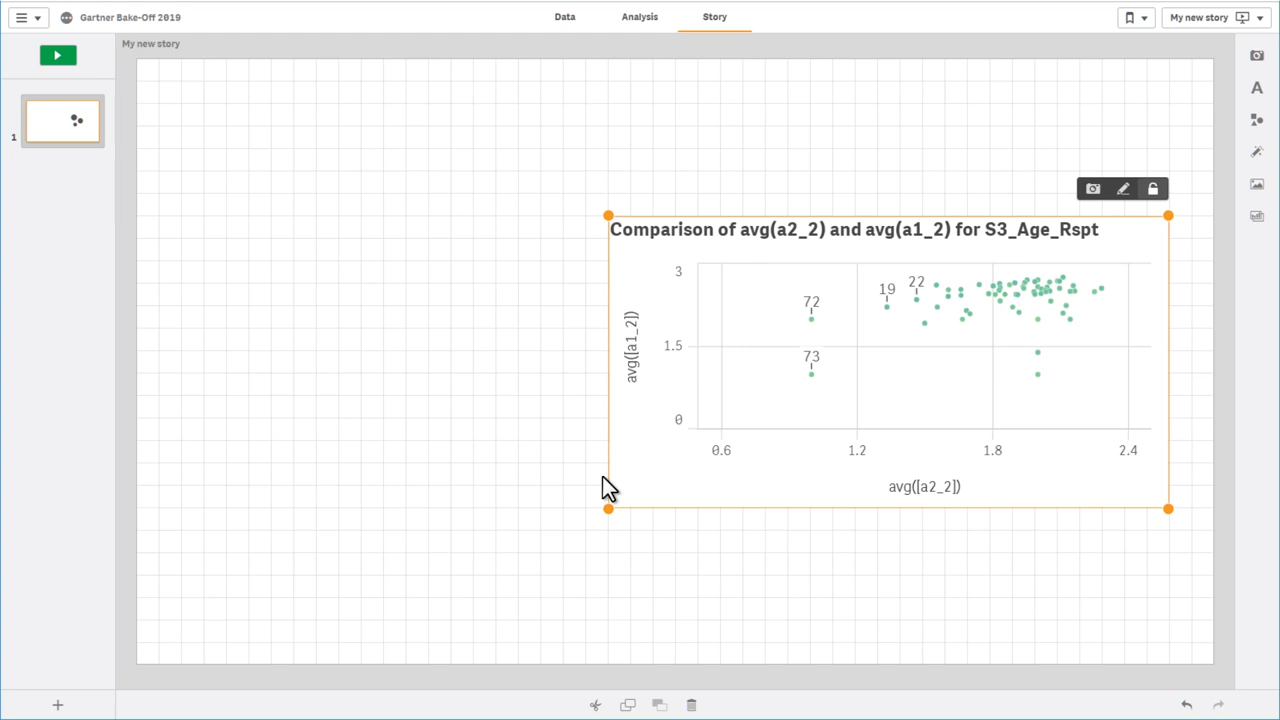 Gartner Bake-Off 2019
Data
Analysis
Story
My new story
My new story
1
A
Comparison of avg(a2_2) and avg(a1_2) for S3_Age_Rspt
3
1.5
0
avg([a1_2])
72
73
19
22
0.6
1.2
1.8
2.4
avg([a2_2])